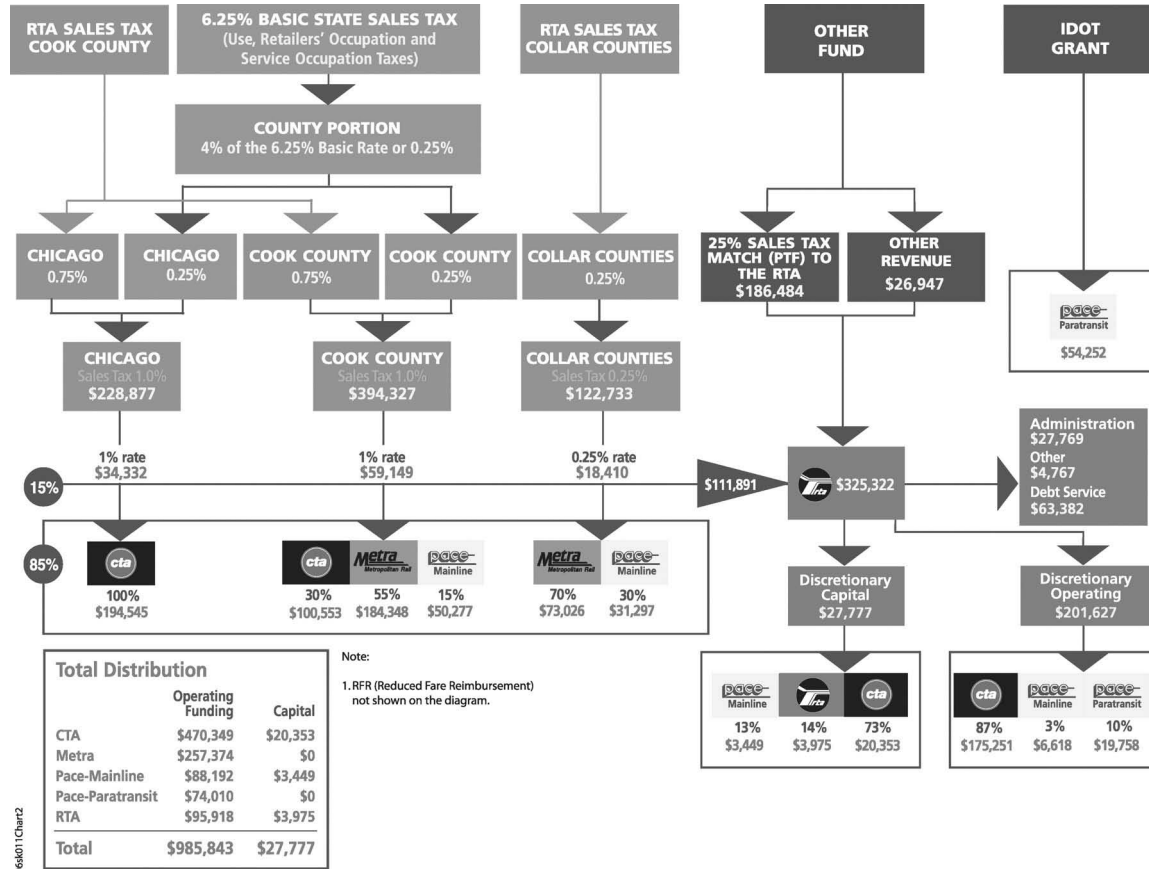 RTA SALES TAX
COOK COUNTY
6.25% BASIC STATE SALES TAX
(Use, Retailers' Occupation and
Service Occupation Taxes)
RTA SALES TAX
COLLAR COUNTIES
OTHER
FUND
IDOT
GRANT
COUNTY PORTION
4% of the 6.25% Basic Rate or 0.25%
CHICAGO
0.75%
CHICAGO
0.25%
COOK COUNTY
0.75%
COOK COUNTY
0.25%
COLLAR COUNTIES
0.25%
25% SALES TAX
MATCH (PTF) TO
THE RTA
$186,484
OTHER
REVENUE
$26,947
pace
Paratransit
$54,252
CHICAGO
Sales Tax 1.0%
$228,877
COOK COUNTY
Sales Tax 1.0%
$394,327
COLLAR COUNTIES
Sales Tax 0.25%
$122,733
1% rate
$34,332
1% rate
$59,149
0.25% rate
$18,410
15%
$111,891
rta
$325,322
Administration
$27,769
Other
$4,767
Debt Service
$63,382
85%
cta
100%
$194,545
cta
30%
$100,553
Metra
Metropolitan Rail
55%
$184,348
pace
Mainline
15%
$50,277
Metra
Metropolitan Rail
70%
$73,026
pace
Mainline
30%
$31,297
Discretionary
Capital
$27,777
Discretionary
Operating
$201,627
pace
Mainline
13%
$3,449
rta
14%
$3,975
cta
73%
$20,353
cta
87%
$175,251
pace
Mainline
3%
$6,618
pace
Paratransit
10%
$19,758
Total Distribution
Operating
Funding Capital
CTA $470,349 $20,353
Metra $257,374 $0
Pace-Mainline $88,192 $3,449
Pace-Paratransit $74,010 $0
RTA $95,918 $3,975
Total $985,843 $27,777
Note:
1. RFR (Reduced Fare Reimbursement)
not shown on the diagram.
6sk011Chart2